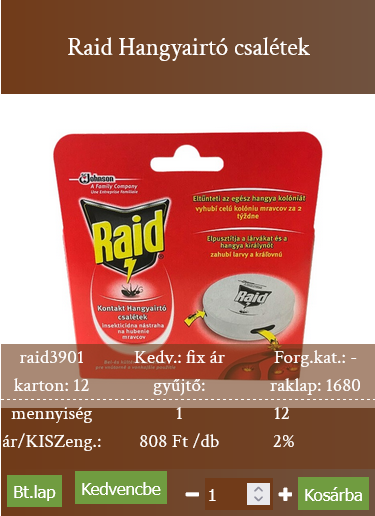 Raid Hangyairtó csalétek
Johnson
A Family Company
Une Entreprise Familiale
Eltünteti az egész hangya kolóniát
vyhubí celú kolóniu mravcov za 2
týždne
Elpusztítja a lárvákat és a
hangya királynőt
zahubí larvy a kráľovnú
Raid
Raid
Kontakt Hangyairtó
csalétek
Insekticídna nástraha
na hubenie
mravcov
raid3901 Kedv.: fix ár Forg.kat.: -
karton: 12 gyűjtő: raklap: 1680
mennyiség 1 12
ár/KISZeng.: 808 Ft /db 2%
Bt.lap Kedvencbe − 1 + Kosárba